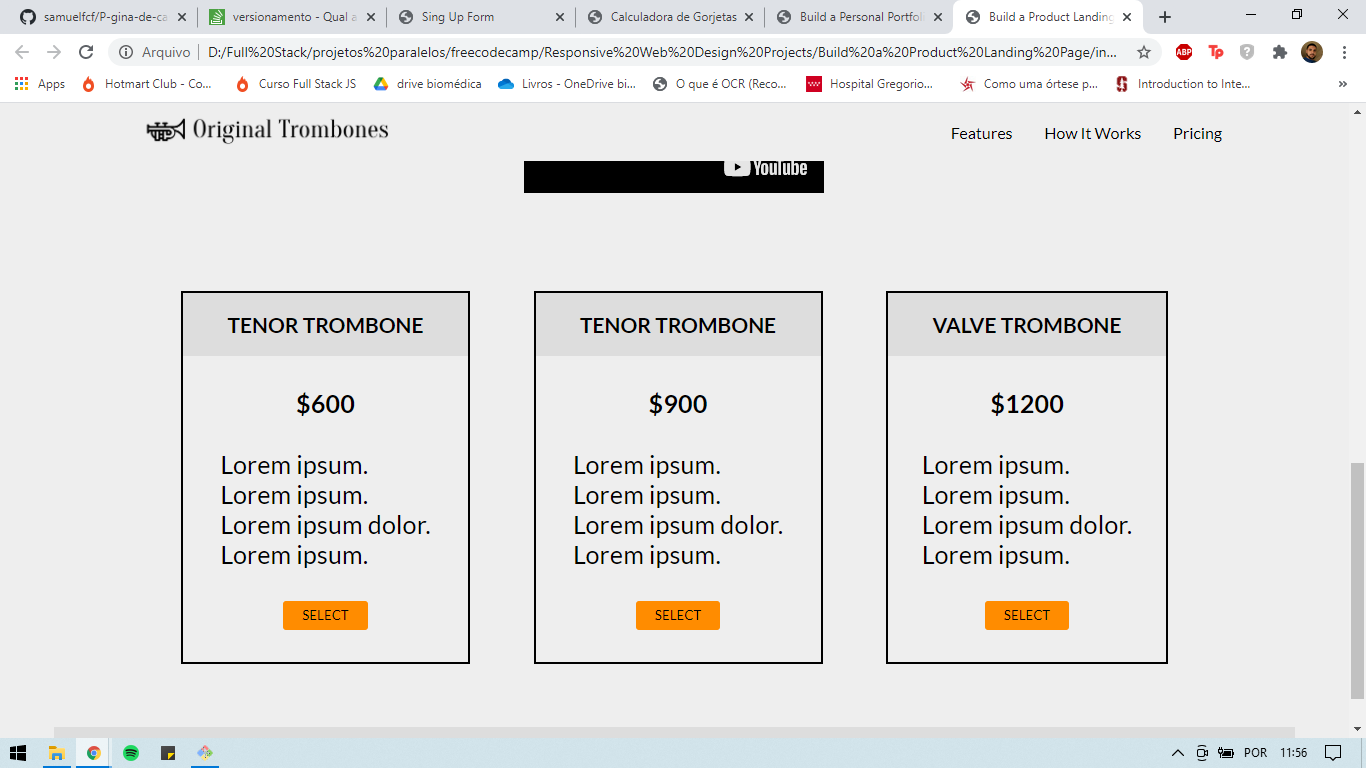 samuelfcf/P-gina-de-ca
versionamento - Qual a
Sing Up Form
Calculadora de Gorjetas
Build a Personal Portfoli
Build a Product Landing
Arquivo
D:/Full%20Stack/projetos%20paralelos/freecodecamp/Responsive%20Web%20Design%20Projects/Build%20a%20Product%20Landing%20Page/in...
ABP
Tp
Apps
Hotmart Club - Co...
Curso Full Stack JS
drive biomédica
Livros - OneDrive bi...
O que é OCR (Reco...
Hospital Gregorio...
Como uma órtese p...
Introduction to Inte...
»
Original Trombones
Features
How It Works
Pricing
YouTube
TENOR TROMBONE
$600
Lorem ipsum.
Lorem ipsum.
Lorem ipsum dolor.
Lorem ipsum.
SELECT
TENOR TROMBONE
$900
Lorem ipsum.
Lorem ipsum.
Lorem ipsum dolor.
Lorem ipsum.
SELECT
VALVE TROMBONE
$1200
Lorem ipsum.
Lorem ipsum.
Lorem ipsum dolor.
Lorem ipsum.
SELECT
POR
11:56